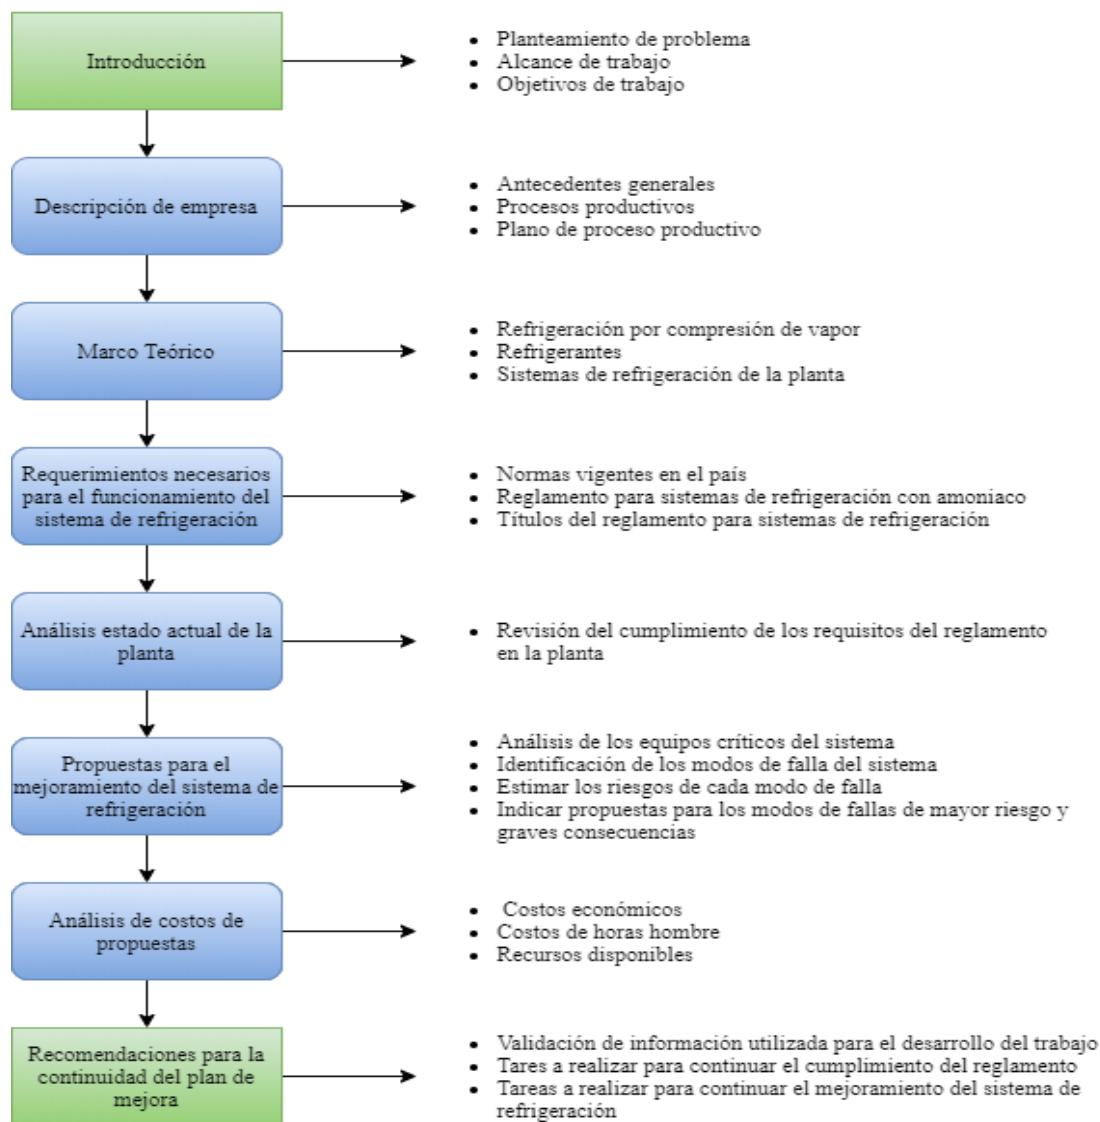 Introducción
• Planteamiento de problema
• Alcance de trabajo
• Objetivos de trabajo
Descripción de empresa
• Antecedentes generales
• Procesos productivos
• Plano de proceso productivo
Marco Teórico
• Refrigeración por compresión de vapor
• Refrigerantes
• Sistemas de refrigeración de la planta
Requerimientos necesarios
para el funcionamiento del
sistema de refrigeración
• Normas vigentes en el país
• Reglamento para sistemas de refrigeración con amoniaco
• Títulos del reglamento para sistemas de refrigeración
Análisis estado actual de la
planta
• Revisión del cumplimiento de los requisitos del reglamento
en la planta
Propuestas para el
mejoramiento del sistema de
refrigeración
• Análisis de los equipos críticos del sistema
• Identificación de los modos de falla del sistema
• Estimar los riesgos de cada modo de falla
• Indicar propuestas para los modos de fallas de mayor riesgo y
graves consecuencias
Análisis de costos de
propuestas
• Costos económicos
• Costos de horas hombre
• Recursos disponibles
Recomendaciones para la
continuidad del plan de
mejora
• Validación de información utilizada para el desarrollo del trabajo
• Tares a realizar para continuar el cumplimiento del reglamento
• Tareas a realizar para continuar el mejoramiento del sistema de
refrigeración